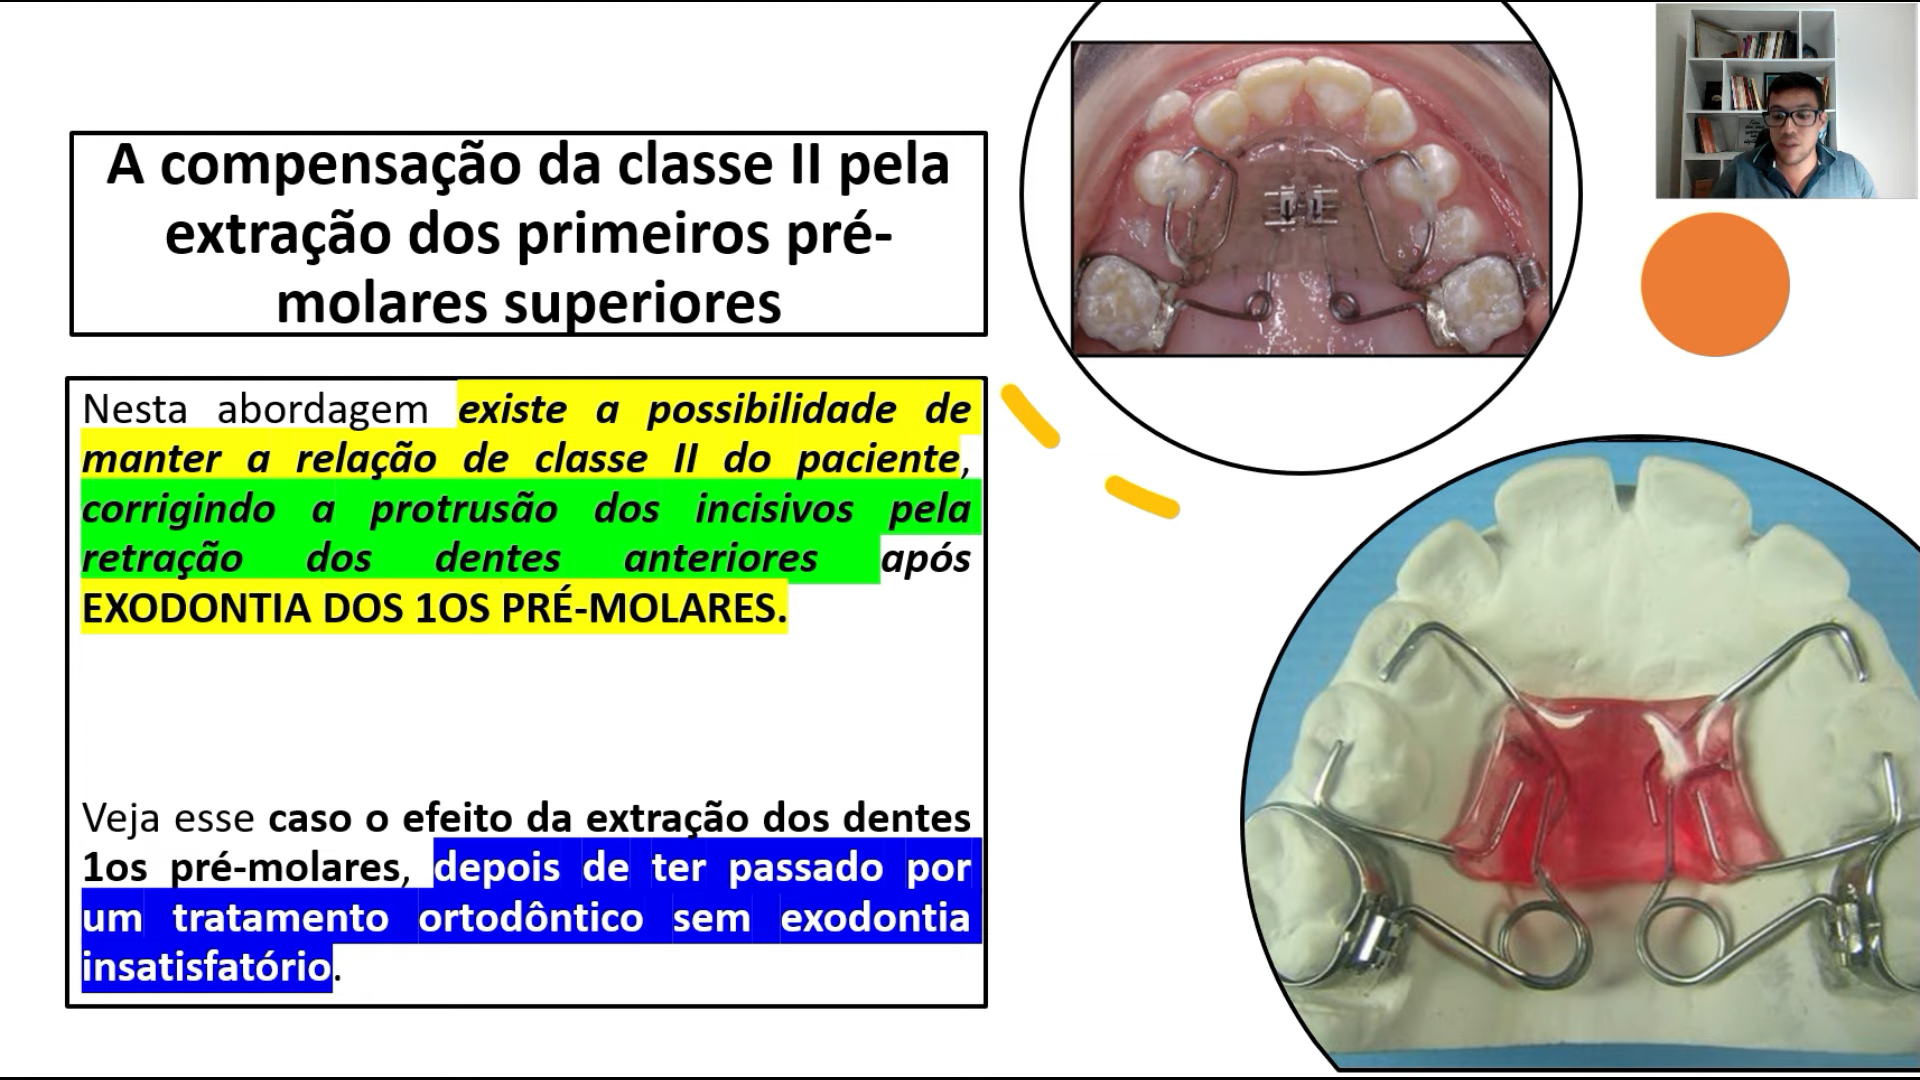 A compensação da classe II pela
extração dos primeiros pré-
molares superiores
Nesta abordagem existe a possibilidade de
manter a relação de classe II do paciente,
corrigindo a protrusão dos incisivos pela
retração dos dentes anteriores após
EXODONTIA DOS 1OS PRÉ-MOLARES.
Veja esse caso o efeito da extração dos dentes
1os pré-molares, depois de ter passado por
um tratamento ortodôntico sem exodontia
insatisfatório.